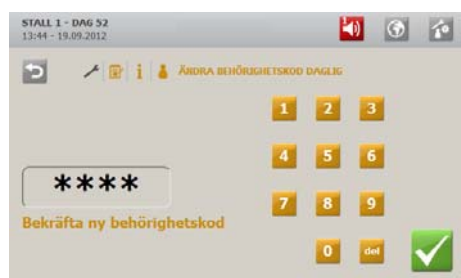 STALL 1 - DAG 52
13:44 - 19.09.2012
1
ÄNDRA BEHÖRIGHETSKOD DAGLIG
1 2 3
4 5 6
****
7 8 9
Bekräfta ny behörighetskod
0 del